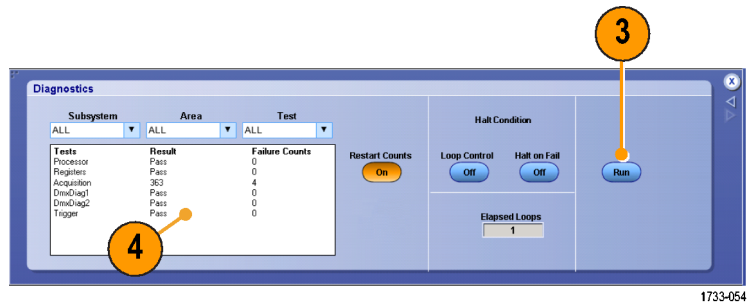 3
X
Diagnostics
Subsystem Area Test
ALL ALL ALL
Halt Condition
Tests Result Failure Counts
Processor Pass 0
Registers Pass 0
Acquisition 363 4
DmxDiag1 Pass 0
DmxDiag2 Pass 0
Trigger Pass 0
Restart Counts
On
Loop Control Halt on Fail
Off Off
Run
Elapsed Loops
1
4
1733-054